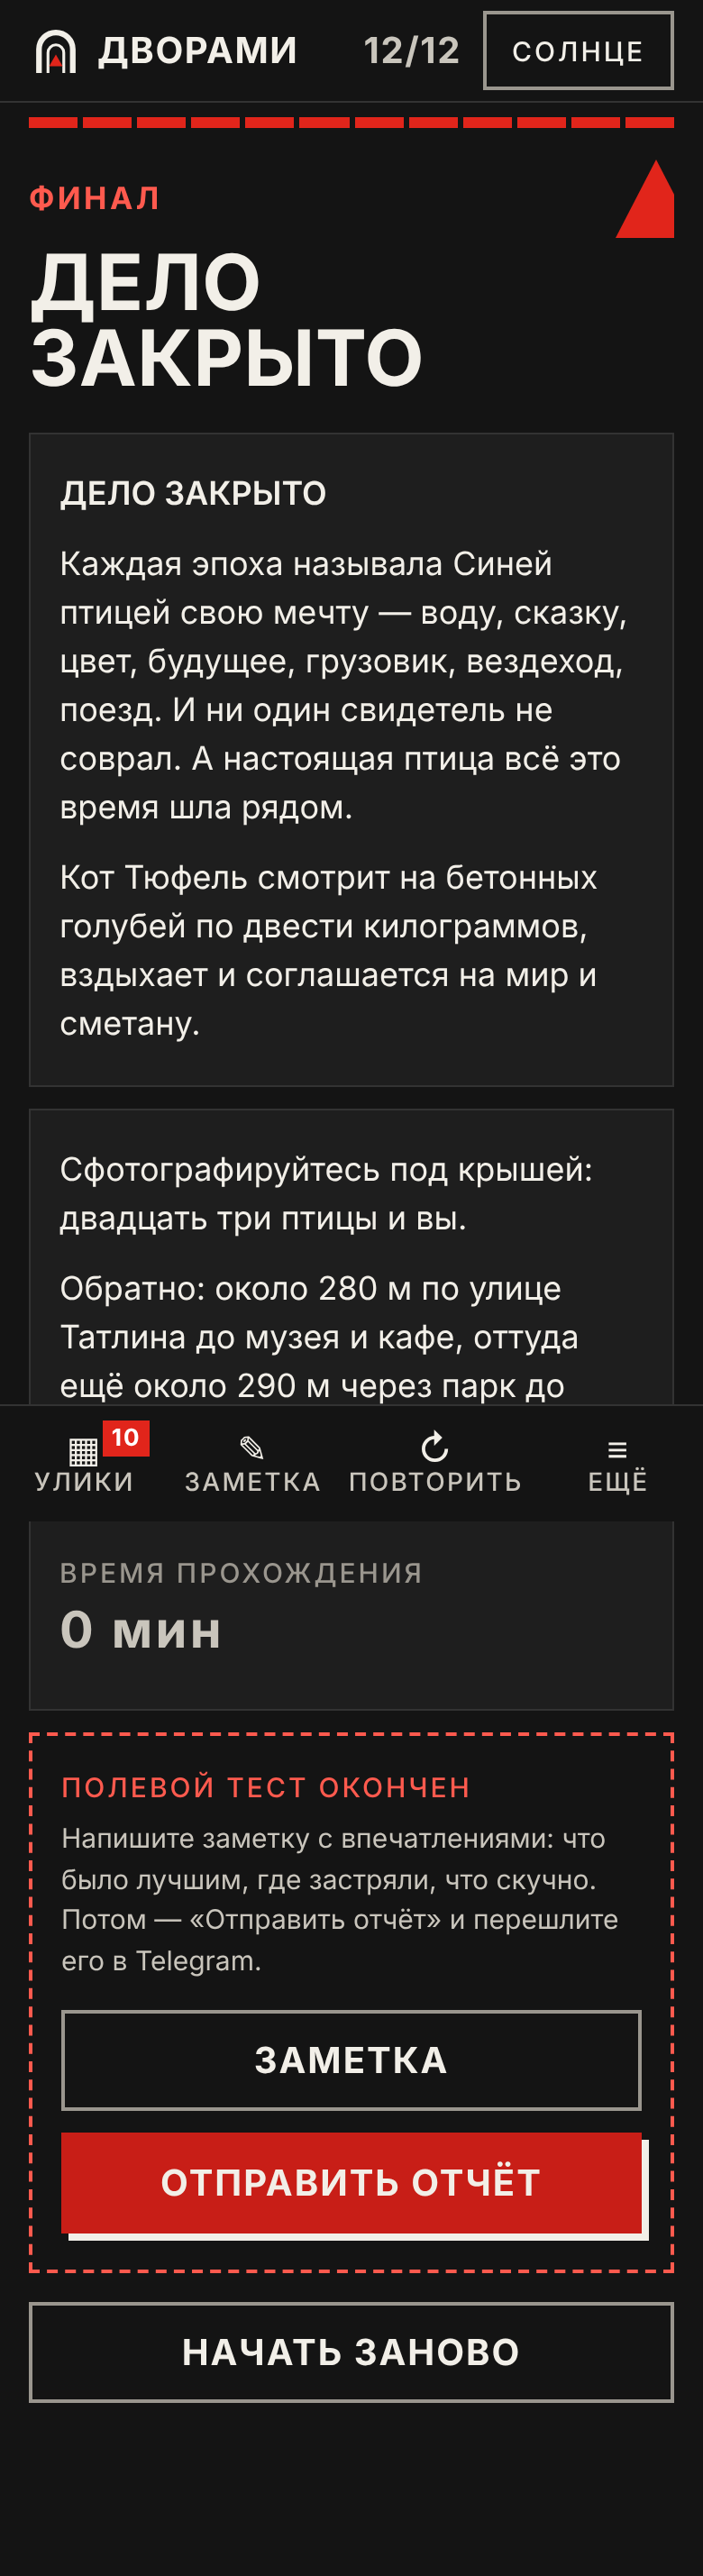 ДВОРАМИ 12/12 СОЛНЦЕ
ФИНАЛ
ДЕЛО
ЗАКРЫТО
ДЕЛО ЗАКРЫТО
Каждая эпоха называла Синей
птицей свою мечту — воду, сказку,
цвет, будущее, грузовик, вездеход,
поезд. И ни один свидетель не
соврал. А настоящая птица всё это
время шла рядом.
Кот Тюфель смотрит на бетонных
голубей по двести килограммов,
вздыхает и соглашается на мир и
сметану.
Сфотографируйтесь под крышей:
двадцать три птицы и вы.
Обратно: около 280 м по улице
Татлина до музея и кафе, оттуда
ещё около 290 м через парк до
10
УЛИКИ ЗАМЕТКА ПОВТОРИТЬ ЕЩЁ
ВРЕМЯ ПРОХОЖДЕНИЯ
0 мин
ПОЛЕВОЙ ТЕСТ ОКОНЧЕН
Напишите заметку с впечатлениями: что
было лучшим, где застряли, что скучно.
Потом — «Отправить отчёт» и перешлите
его в Telegram.
ЗАМЕТКА
ОТПРАВИТЬ ОТЧЁТ
НАЧАТЬ ЗАНОВО